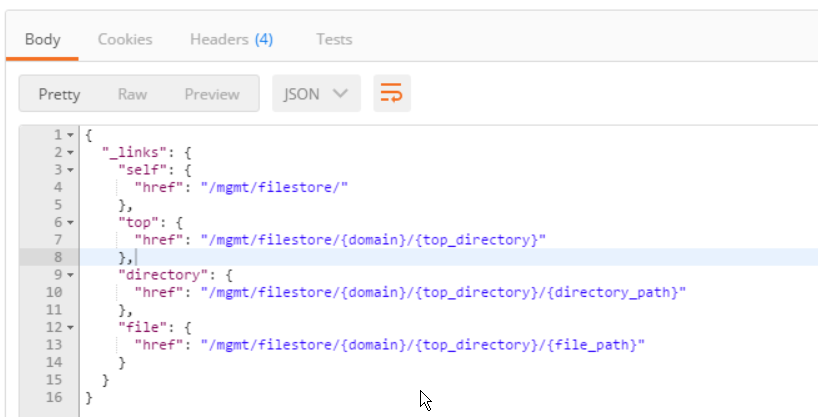 Body Cookies Headers (4) Tests
Pretty Raw Preview JSON
1 {
2 "_links": {
3 "self": {
4 "href": "/mgmt/filestore/"
5 },
6 "top": {
7 "href": "/mgmt/filestore/{domain}/{top_directory}"
8 },
9 "directory": {
10 "href": "/mgmt/filestore/{domain}/{top_directory}/{directory_path}"
11 },
12 "file": {
13 "href": "/mgmt/filestore/{domain}/{top_directory}/{file_path}"
14 }
15 }
16 }